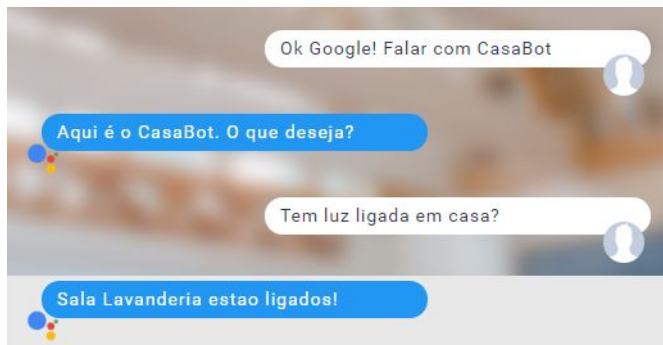 Ok Google! Falar com CasaBot
Aqui é o CasaBot. O que deseja?
Tem luz ligada em casa?
Sala Lavanderia estao ligados!